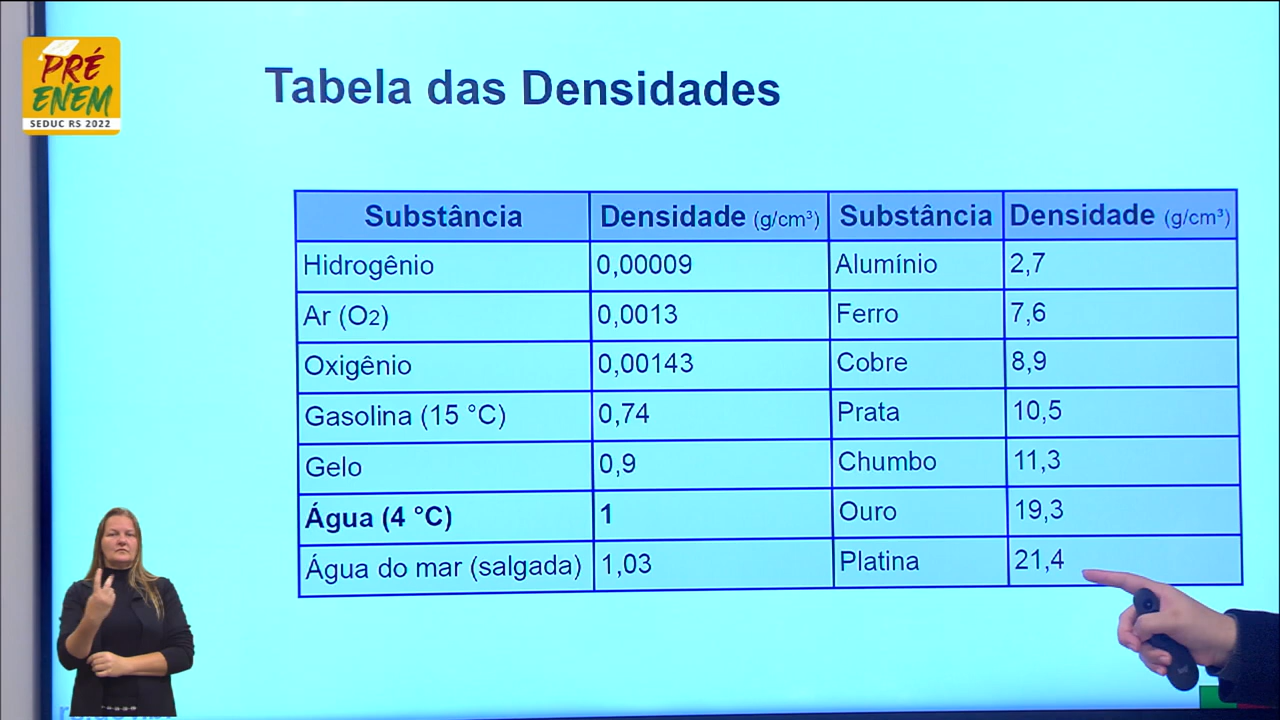 PRÉ
ENEM
SEDUC RS 2022
Tabela das Densidades
Substância Densidade (g/cm³) Substância Densidade (g/cm³)
Hidrogênio 0,00009 Alumínio 2,7
Ar (O2) 0,0013 Ferro 7,6
Oxigênio 0,00143 Cobre 8,9
Gasolina (15 °C) 0,74 Prata 10,5
Gelo 0,9 Chumbo 11,3
Água (4 °C) 1 Ouro 19,3
Água do mar (salgada) 1,03 Platina 21,4